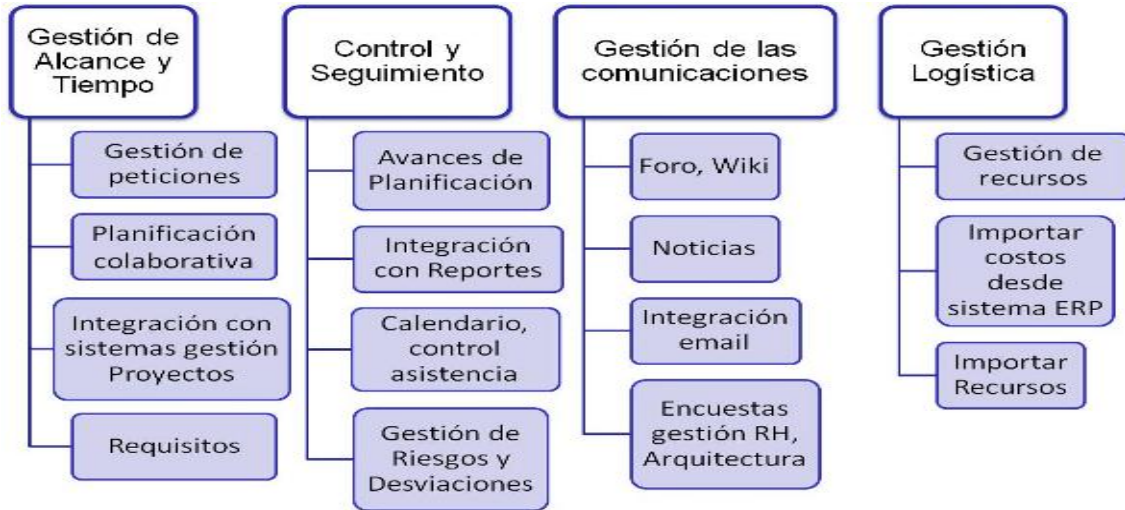 Gestión de
Alcance y
Tiempo
Gestión de
peticiones
Planificación
colaborativa
Integración con
sistemas gestión
Proyectos
Requisitos
Control y
Seguimiento
Avances de
Planificación
Integración
con Reportes
Calendario,
control
asistencia
Gestión de
Riesgos y
Desviaciones
Gestión de las
comunicaciones
Foro, Wiki
Noticias
Integración
email
Encuestas
gestión RH,
Arquitectura
Gestión
Logística
Gestión de
recursos
Importar
costos
desde
sistema ERP
Importar
Recursos